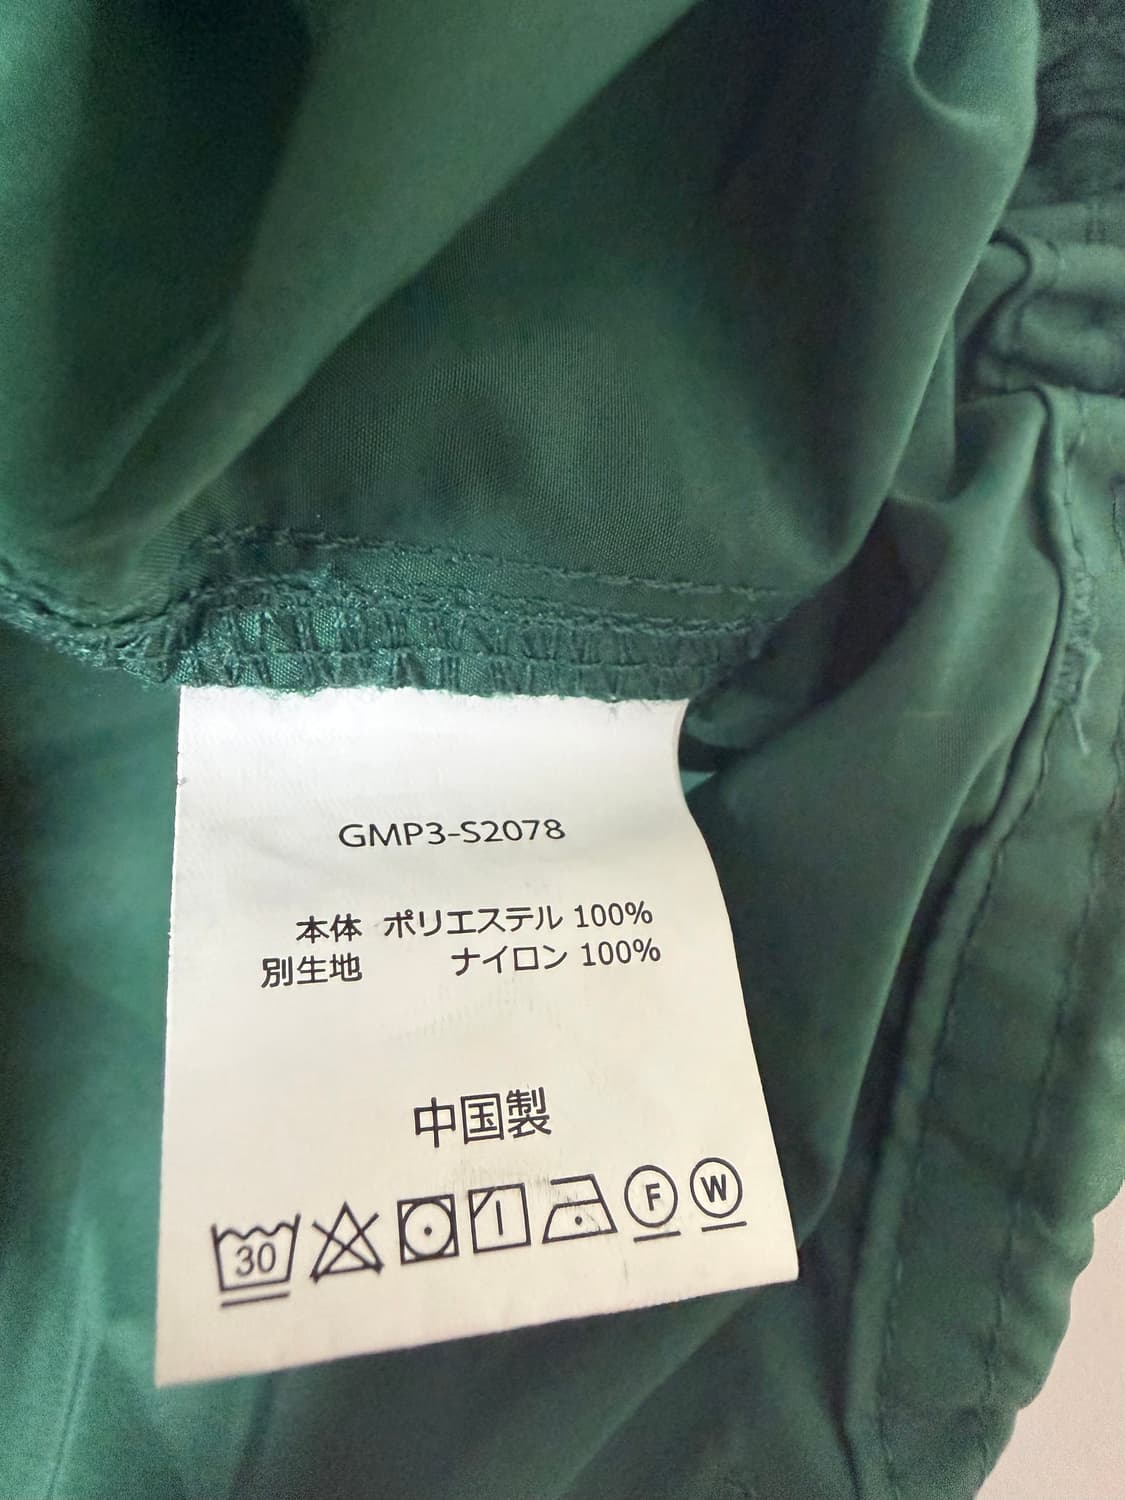 GMP3-S2078
本体 ポリエステル 100%
別生地 ナイロン 100%
中国製
30 F W